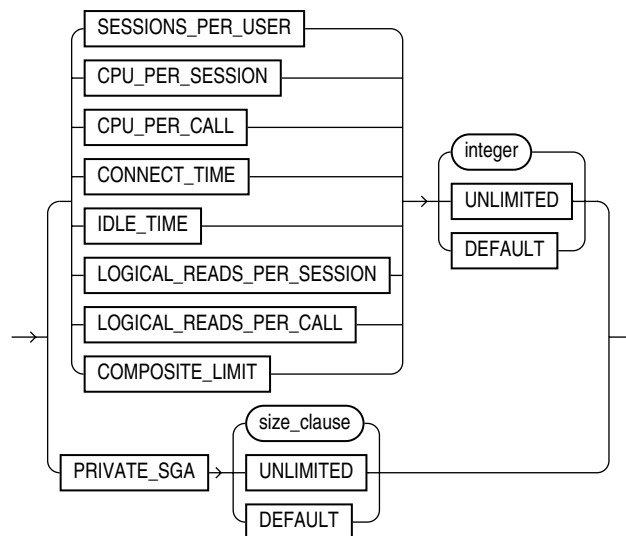 SESSIONS_PER_USER
CPU_PER_SESSION
CPU_PER_CALL
CONNECT_TIME
IDLE_TIME
LOGICAL_READS_PER_SESSION
LOGICAL_READS_PER_CALL
COMPOSITE_LIMIT
integer
UNLIMITED
DEFAULT
PRIVATE_SGA
size_clause
UNLIMITED
DEFAULT